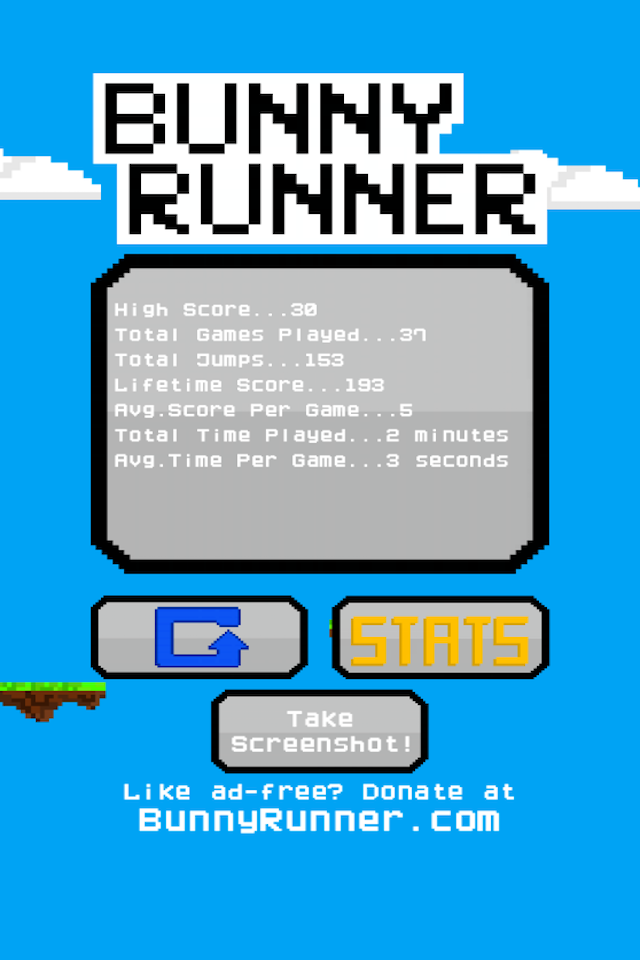 BUNNY
RUNNER
High Score...30
Total Games Played...37
Total Jumps...153
Lifetime Score...193
Avg.Score Per Game...5
Total Time Played...2 minutes
Avg.Time Per Game...3 seconds
STATS
Take
Screenshot!
Like ad-free? Donate at
BunnyRunner.com